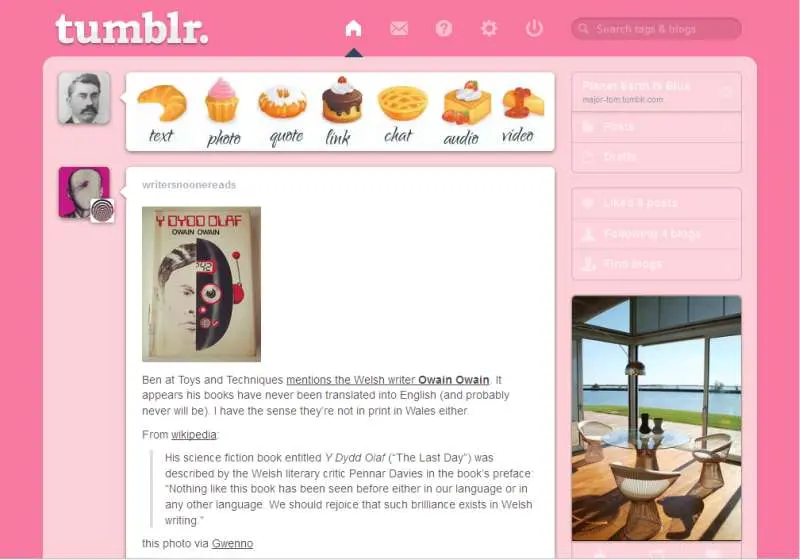 tumblr.
Search tags & blogs
text photo quote link chat audio video
Planet Earth Is Blue
major-tom.tumblr.com
Posts
Drafts
Liked 8 posts
Following 4 blogs
Find blogs
writersnoonereads
Y DYDD OLAF
OWAIN OWAIN
942
Ben at Toys and Techniques mentions the Welsh writer Owain Owain. It
appears his books have never been translated into English (and probably
never will be). I have the sense they're not in print in Wales either.
From wikipedia:
His science fiction book entitled Y Dydd Olaf (“The Last Day”) was
described by the Welsh literary critic Pennar Davies in the book’s preface:
“Nothing like this book has been seen before either in our language or in
any other language. We should rejoice that such brilliance exists in Welsh
writing.”
this photo via Gwenno